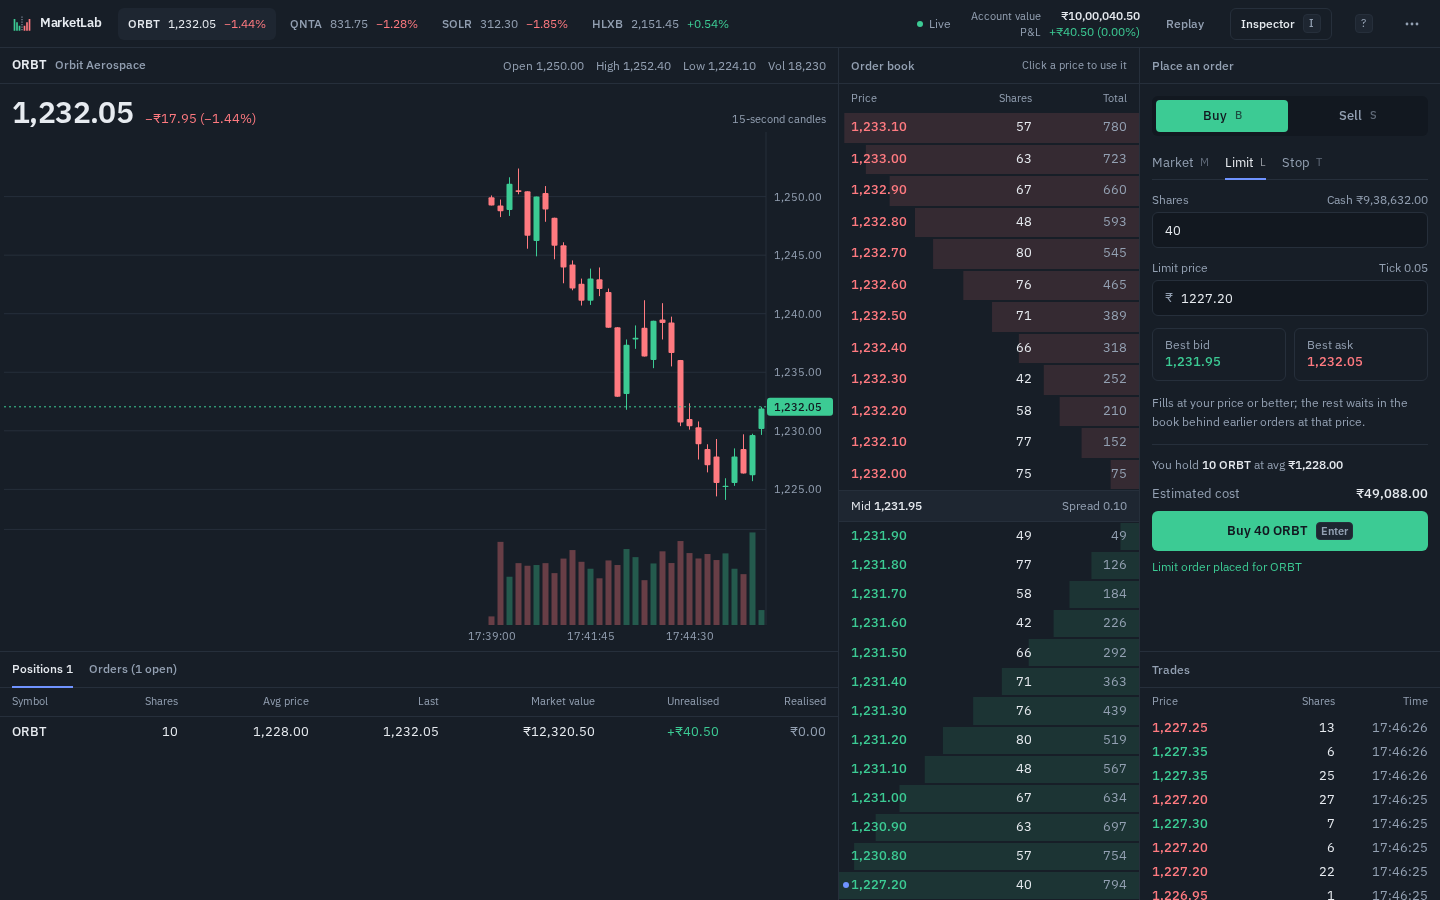 MarketLab
ORBT 1,232.05 −1.44%
QNTA 831.75 −1.28%
SOLR 312.30 −1.85%
HLXB 2,151.45 +0.54%
Live
Account value ₹10,00,040.50
P&L +₹40.50 (0.00%)
Replay
Inspector I
?
ORBT Orbit Aerospace
Open 1,250.00 High 1,252.40 Low 1,224.10 Vol 18,230
1,232.05 −₹17.95 (−1.44%)
15-second candles
1,250.00
1,245.00
1,240.00
1,235.00
1,232.05
1,230.00
1,225.00
17:39:00 17:41:45 17:44:30
Positions 1 Orders (1 open)
Symbol Shares Avg price Last Market value Unrealised Realised
ORBT 10 1,228.00 1,232.05 ₹12,320.50 +₹40.50 ₹0.00
Order book Click a price to use it
Price Shares Total
1,233.10 57 780
1,233.00 63 723
1,232.90 67 660
1,232.80 48 593
1,232.70 80 545
1,232.60 76 465
1,232.50 71 389
1,232.40 66 318
1,232.30 42 252
1,232.20 58 210
1,232.10 77 152
1,232.00 75 75
Mid 1,231.95 Spread 0.10
1,231.90 49 49
1,231.80 77 126
1,231.70 58 184
1,231.60 42 226
1,231.50 66 292
1,231.40 71 363
1,231.30 76 439
1,231.20 80 519
1,231.10 48 567
1,231.00 67 634
1,230.90 63 697
1,230.80 57 754
1,227.20 40 794
Place an order
Buy B Sell S
Market M Limit L Stop T
Shares Cash ₹9,38,632.00
40
Limit price Tick 0.05
₹ 1227.20
Best bid
1,231.95
Best ask
1,232.05
Fills at your price or better; the rest waits in the
book behind earlier orders at that price.
You hold 10 ORBT at avg ₹1,228.00
Estimated cost ₹49,088.00
Buy 40 ORBT Enter
Limit order placed for ORBT
Trades
Price Shares Time
1,227.25 13 17:46:26
1,227.35 6 17:46:26
1,227.35 25 17:46:26
1,227.20 27 17:46:25
1,227.30 7 17:46:25
1,227.20 6 17:46:25
1,227.20 22 17:46:25
1,226.95 1 17:46:25